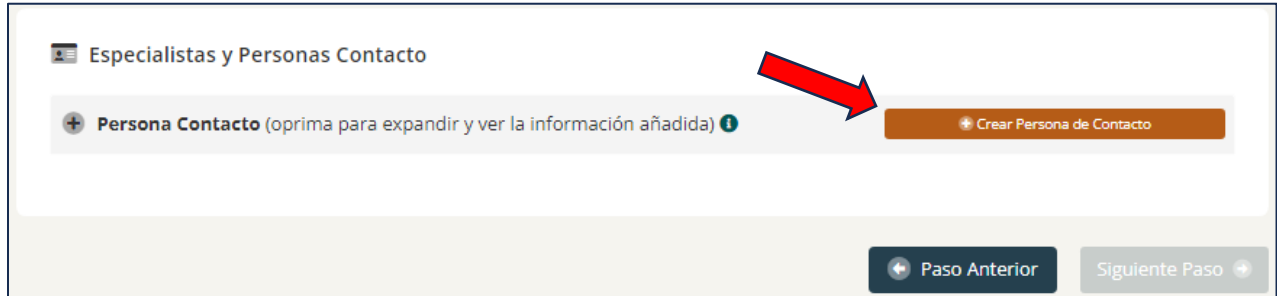 Especialistas y Personas Contacto
Persona Contacto (oprima para expandir y ver la información añadida)
Crear Persona de Contacto
Paso Anterior
Siguiente Paso